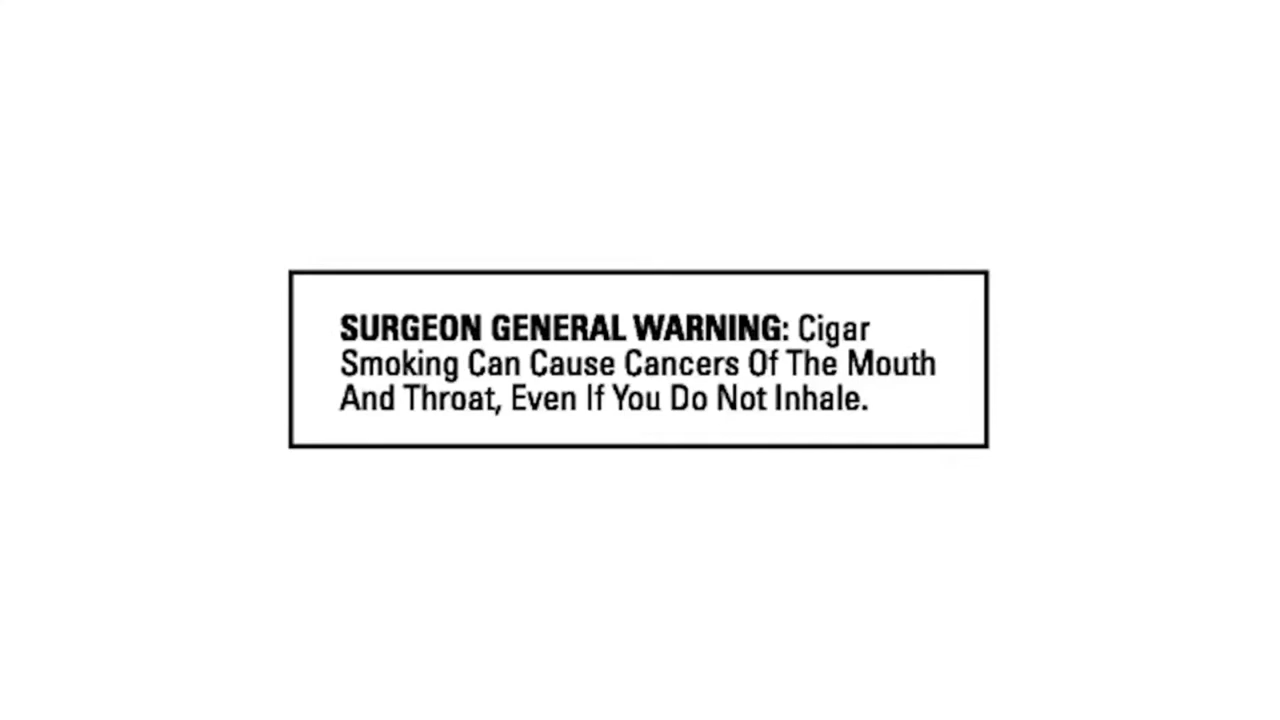 SURGEON GENERAL WARNING: Cigar
Smoking Can Cause Cancers Of The Mouth
And Throat, Even If You Do Not Inhale.